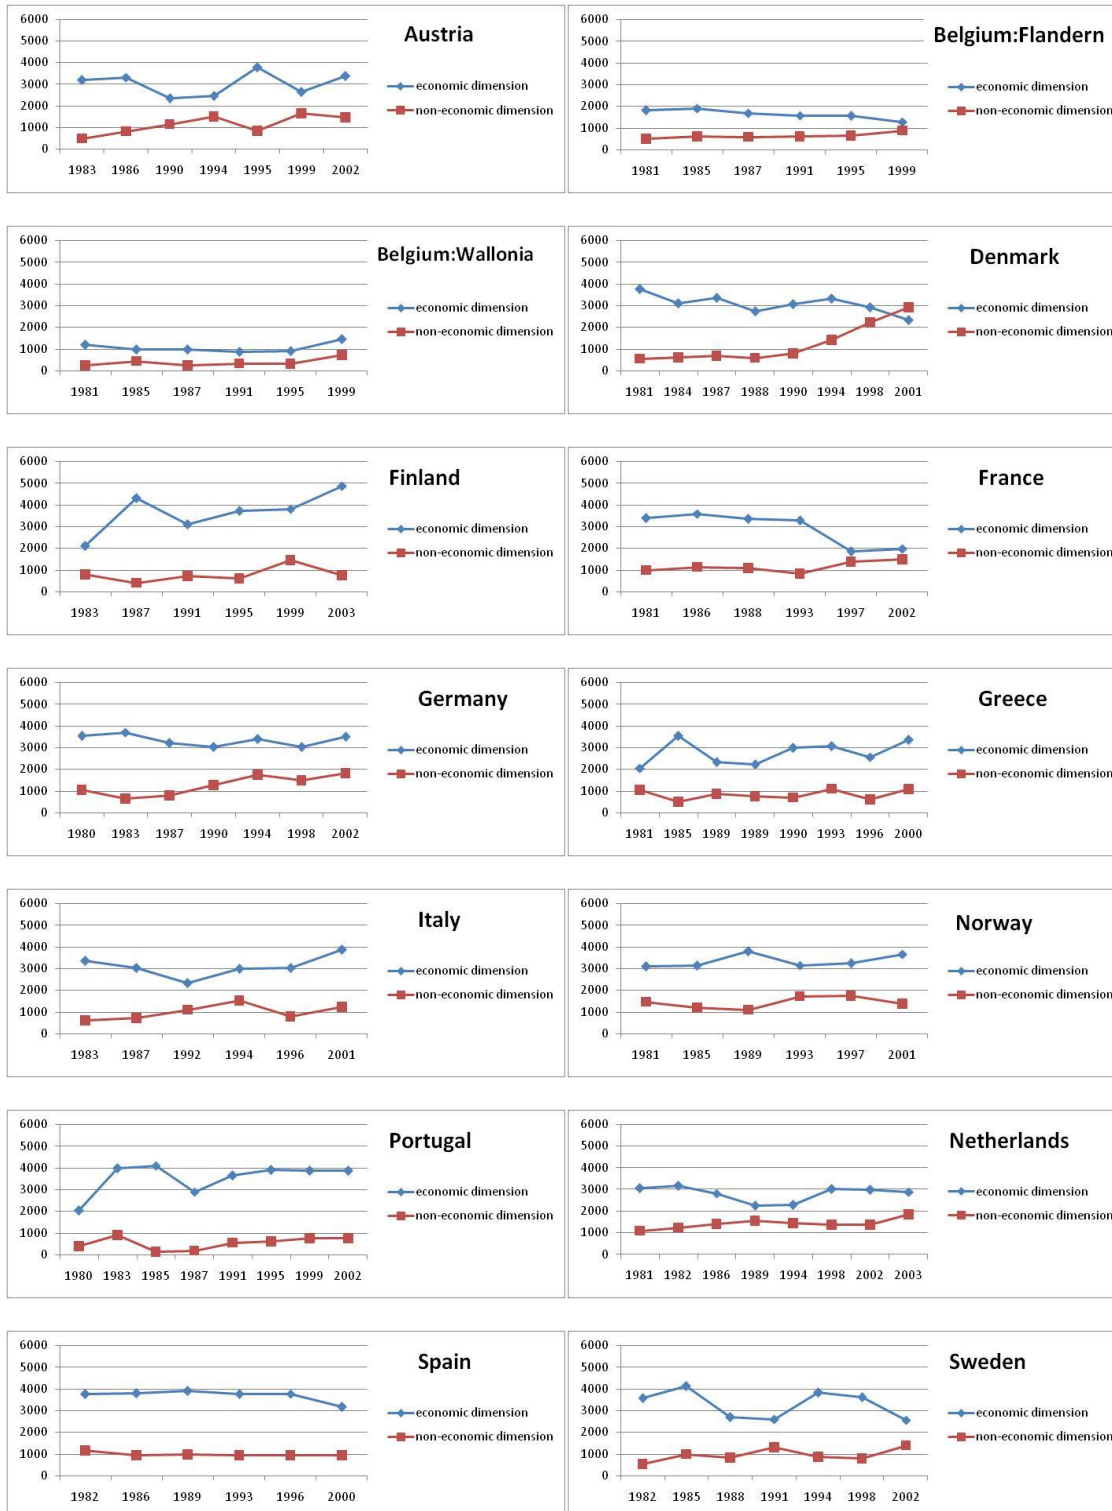 Austria
6000
5000
4000
3000
2000
1000
0
economic dimension
non-economic dimension
1983 1986 1990 1994 1995 1999 2002
Belgium:Flandern
6000
5000
4000
3000
2000
1000
0
economic dimension
non-economic dimension
1981 1985 1987 1991 1995 1999
Belgium:Wallonia
6000
5000
4000
3000
2000
1000
0
economic dimension
non-economic dimension
1981 1985 1987 1991 1995 1999
Denmark
6000
5000
4000
3000
2000
1000
0
economic dimension
non-economic dimension
1981 1984 1987 1988 1990 1994 1998 2001
Finland
6000
5000
4000
3000
2000
1000
0
economic dimension
non-economic dimension
1983 1987 1991 1995 1999 2003
France
6000
5000
4000
3000
2000
1000
0
economic dimension
non-economic dimension
1981 1986 1988 1993 1997 2002
Germany
6000
5000
4000
3000
2000
1000
0
economic dimension
non-economic dimension
1980 1983 1987 1990 1994 1998 2002
Greece
6000
5000
4000
3000
2000
1000
0
economic dimension
non-economic dimension
1981 1985 1989 1989 1990 1993 1996 2000
Italy
6000
5000
4000
3000
2000
1000
0
economic dimension
non-economic dimension
1983 1987 1992 1994 1996 2001
Norway
6000
5000
4000
3000
2000
1000
0
economic dimension
non-economic dimension
1981 1985 1989 1993 1997 2001
Portugal
6000
5000
4000
3000
2000
1000
0
economic dimension
non-economic dimension
1980 1983 1985 1987 1991 1995 1999 2002
Netherlands
6000
5000
4000
3000
2000
1000
0
economic dimension
non-economic dimension
1981 1982 1986 1989 1994 1998 2002 2003
Spain
6000
5000
4000
3000
2000
1000
0
economic dimension
non-economic dimension
1982 1986 1989 1993 1996 2000
Sweden
6000
5000
4000
3000
2000
1000
0
economic dimension
non-economic dimension
1982 1985 1988 1991 1994 1998 2002